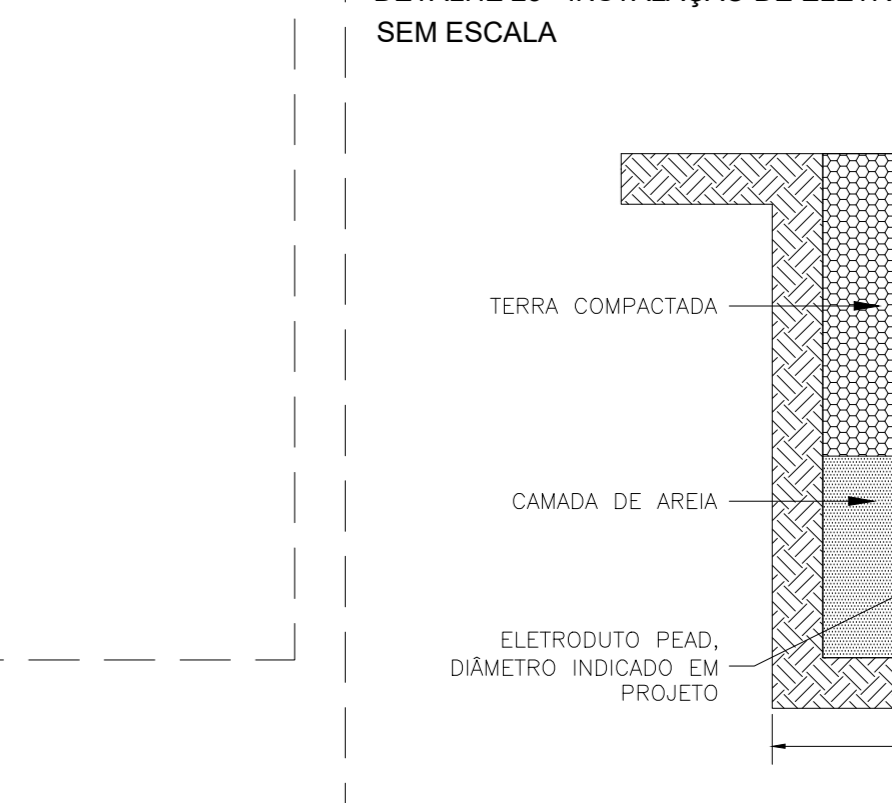 SEM ESCALA
TERRA COMPACTADA
CAMADA DE AREIA
ELETRODUTO PEAD,
DIÂMETRO INDICADO EM
PROJETO